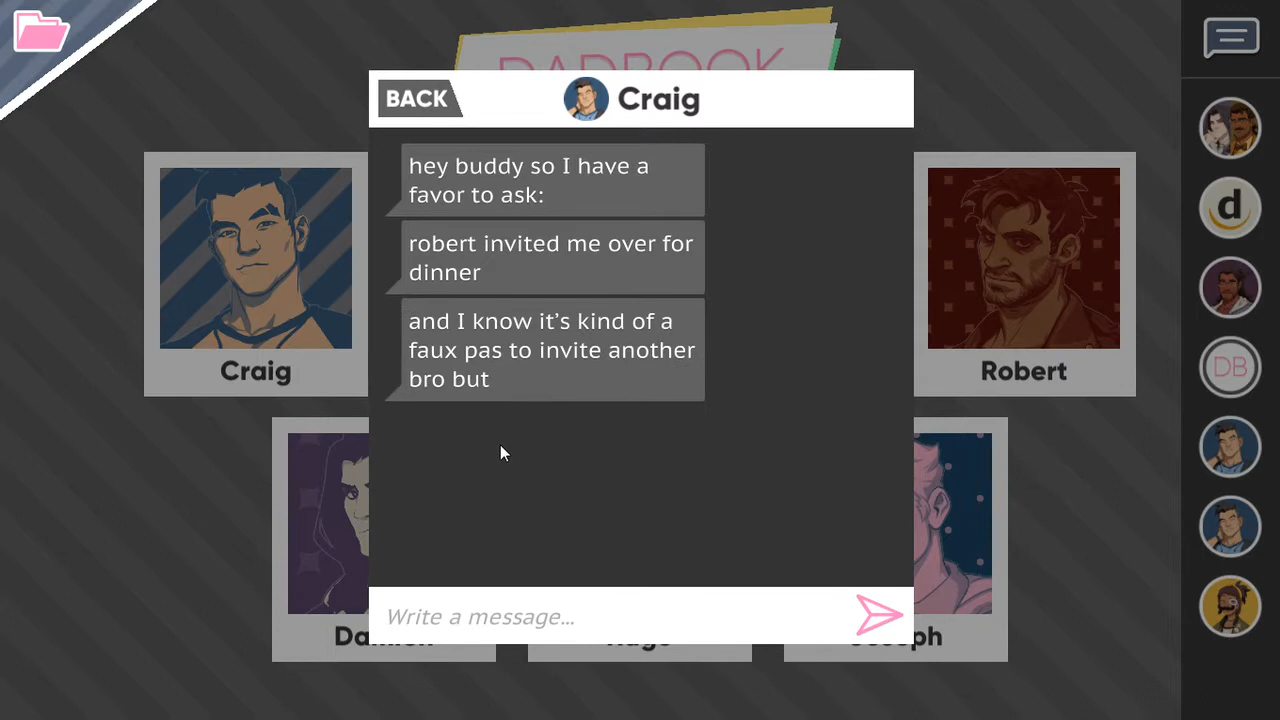 DADBOOK
BACK
Craig
hey buddy so I have a
favor to ask:
robert invited me over for
dinner
and I know it's kind of a
faux pas to invite another
bro but
Write a message...
Craig
Robert
d
DB